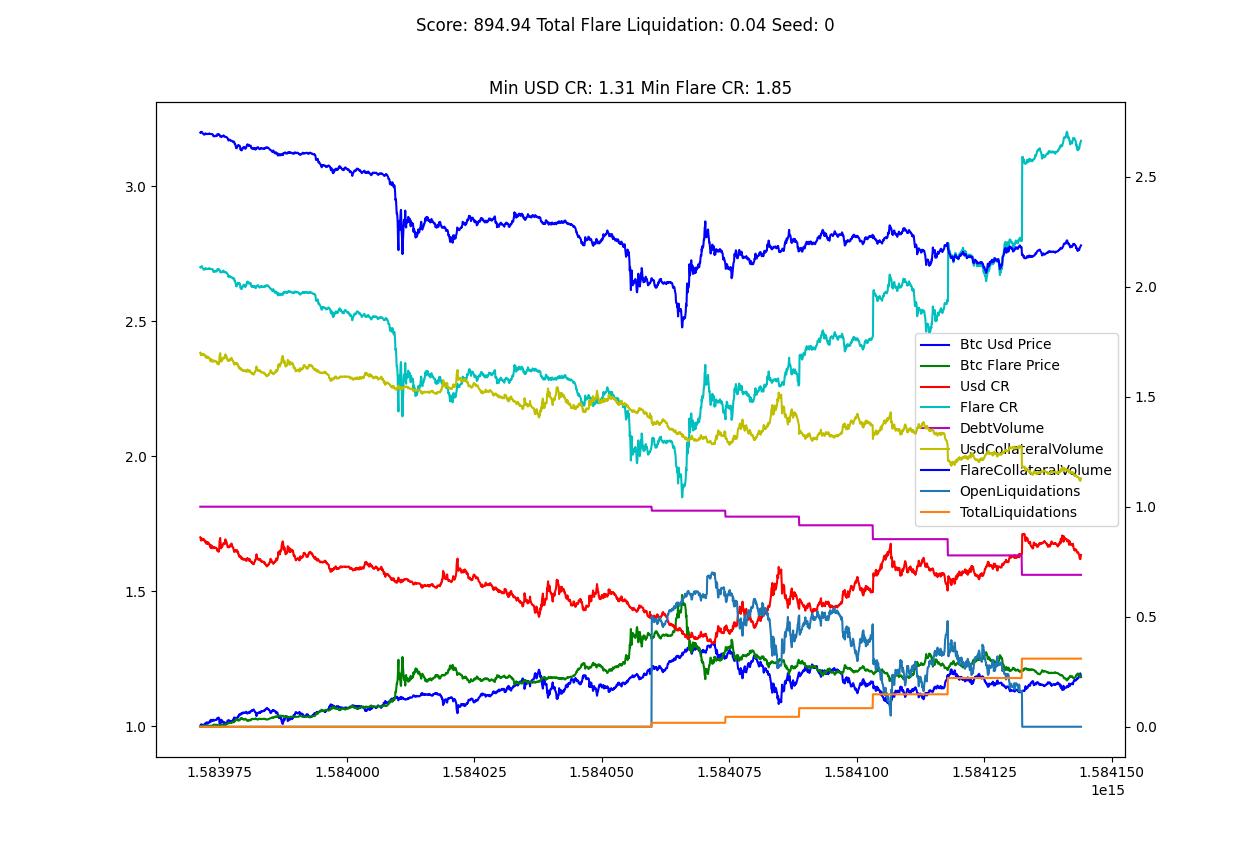 Score: 894.94 Total Flare Liquidation: 0.04 Seed: 0
Min USD CR: 1.31 Min Flare CR: 1.85
3.0
2.5
2.0
1.5
1.0
2.5
2.0
1.5
1.0
0.5
0.0
Btc Usd Price
Btc Flare Price
Usd CR
Flare CR
DebtVolume
UsdCollateralVolume
FlareCollateralVolume
OpenLiquidations
TotalLiquidations
1.583975 1.584000 1.584025 1.584050 1.584075 1.584100 1.584125 1.584150
1e15